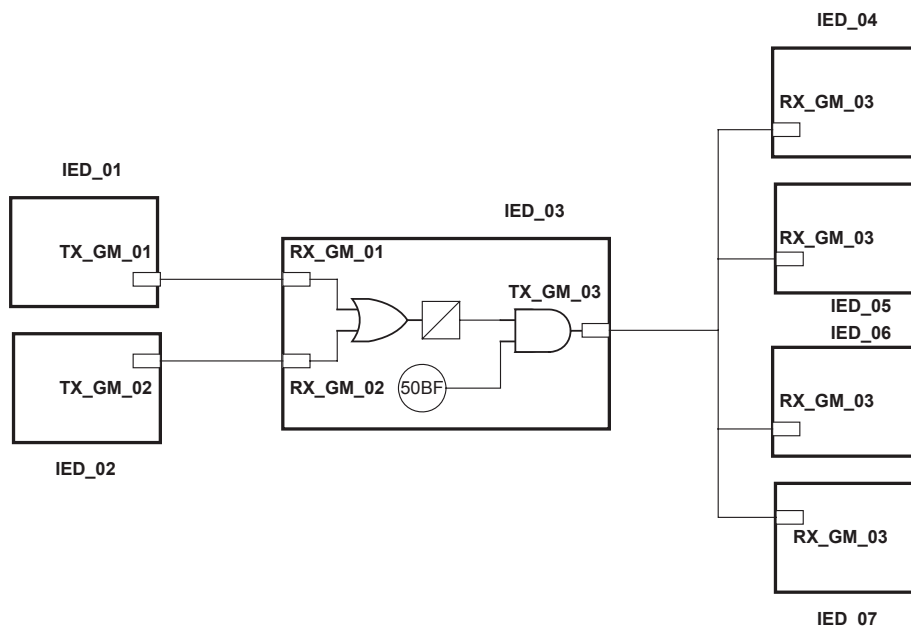 IED_01
TX_GM_01
TX_GM_02
IED_02
IED_03
RX_GM_01
TX_GM_03
RX_GM_02
50BF
IED_04
RX_GM_03
RX_GM_03
IED_05
IED_06
RX_GM_03
RX_GM_03
IED_07